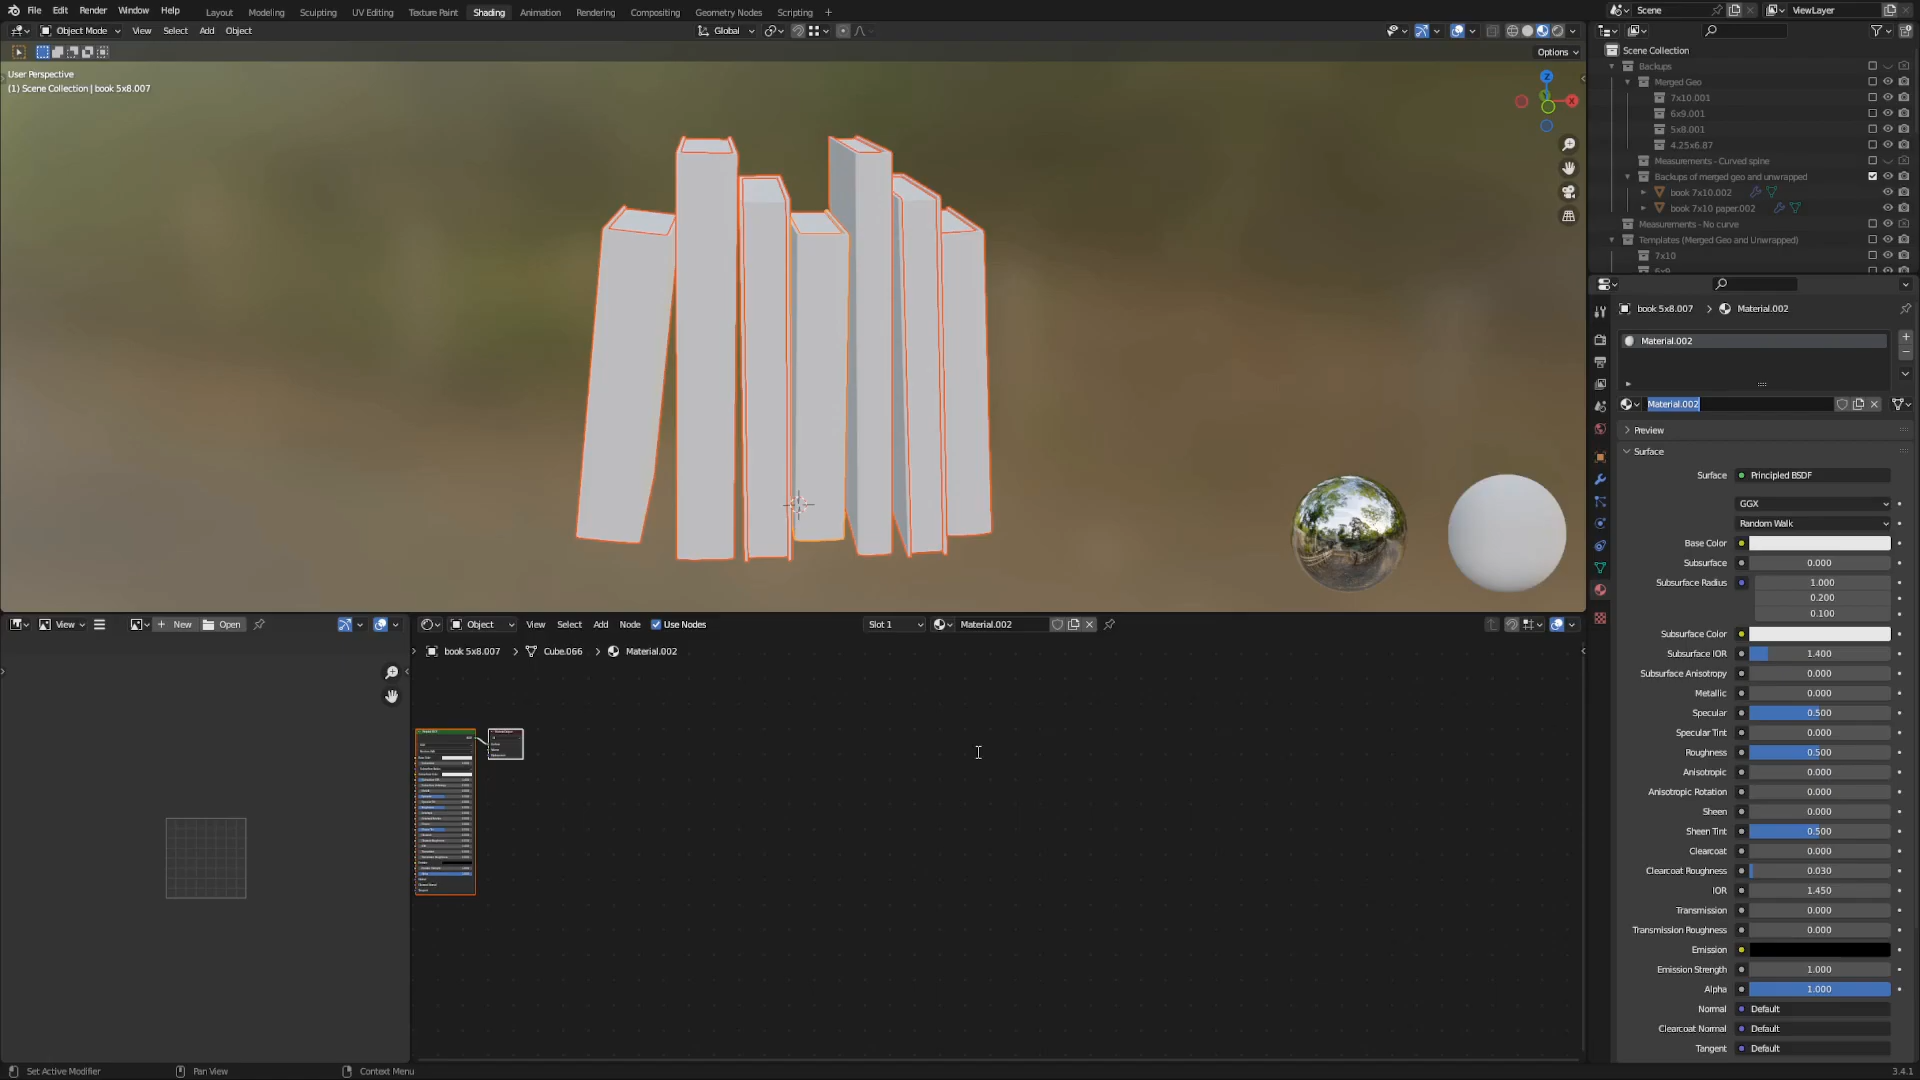 File Edit Render Window Help
Layout Modeling Sculpting UV Editing Texture Paint Shading Animation Rendering Compositing Geometry Nodes Scripting +
Scene
ViewLayer
Object Mode View Select Add Object
Global
Options
User Perspective
(1) Scene Collection | book 5x8.007
Z
X
Scene Collection
Backups
Merged Geo
7x10.001
6x9.001
5x8.001
4.25x6.87
Measurements - Curved spine
Backups of merged geo and unwrapped
book 7x10.002
book 7x10 paper.002
Measurements - No curve
Templates (Merged Geo and Unwrapped)
7x10
6x9
book 5x8.007 > Material.002
Material.002
Material.002
Preview
Surface
Surface Principled BSDF
GGX
Random Walk
Base Color
Subsurface 0.000
Subsurface Radius 1.000
0.200
0.100
Subsurface Color
Subsurface IOR 1.400
Subsurface Anisotropy 0.000
Metallic 0.000
Specular 0.500
Specular Tint 0.000
Roughness 0.500
Anisotropic 0.000
Anisotropic Rotation 0.000
Sheen 0.000
Sheen Tint 0.500
Clearcoat 0.000
Clearcoat Roughness 0.030
IOR 1.450
Transmission 0.000
Transmission Roughness 0.000
Emission
Emission Strength 1.000
Alpha 1.000
Normal Default
Clearcoat Normal Default
Tangent Default
View
+ New Open
Object View Select Add Node Use Nodes
Slot 1
Material.002
book 5x8.007 > Cube.066 > Material.002
Set Active Modifier
Pan View
Context Menu
3.4.1